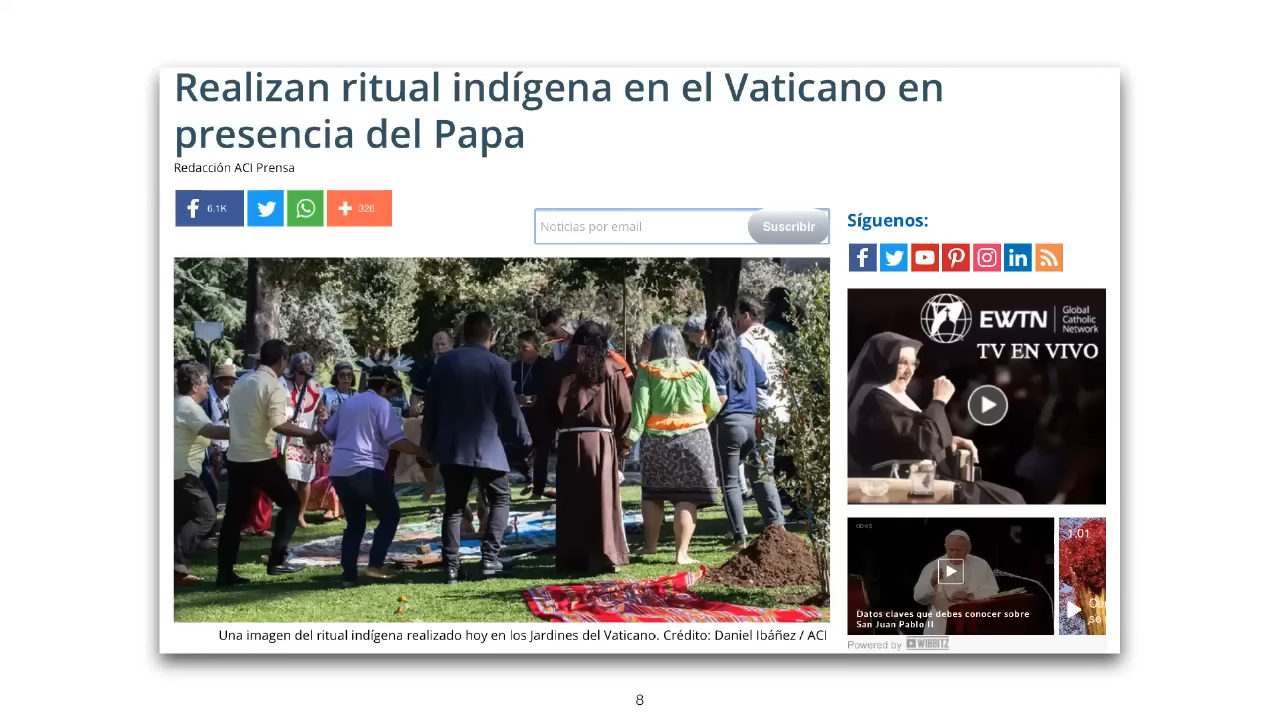 Realizan ritual indígena en el Vaticano en
presencia del Papa
Redacción ACI Prensa
6.1K
326
Noticias por email
Suscribir
Síguenos:
EWTN
Global
Catholic
Network
TV EN VIVO
Datos claves que debes conocer sobre
San Juan Pablo II
1:01
Una imagen del ritual indígena realizado hoy en los Jardines del Vaticano. Crédito: Daniel Ibáñez / ACI
Powered by WIBBITZ
8